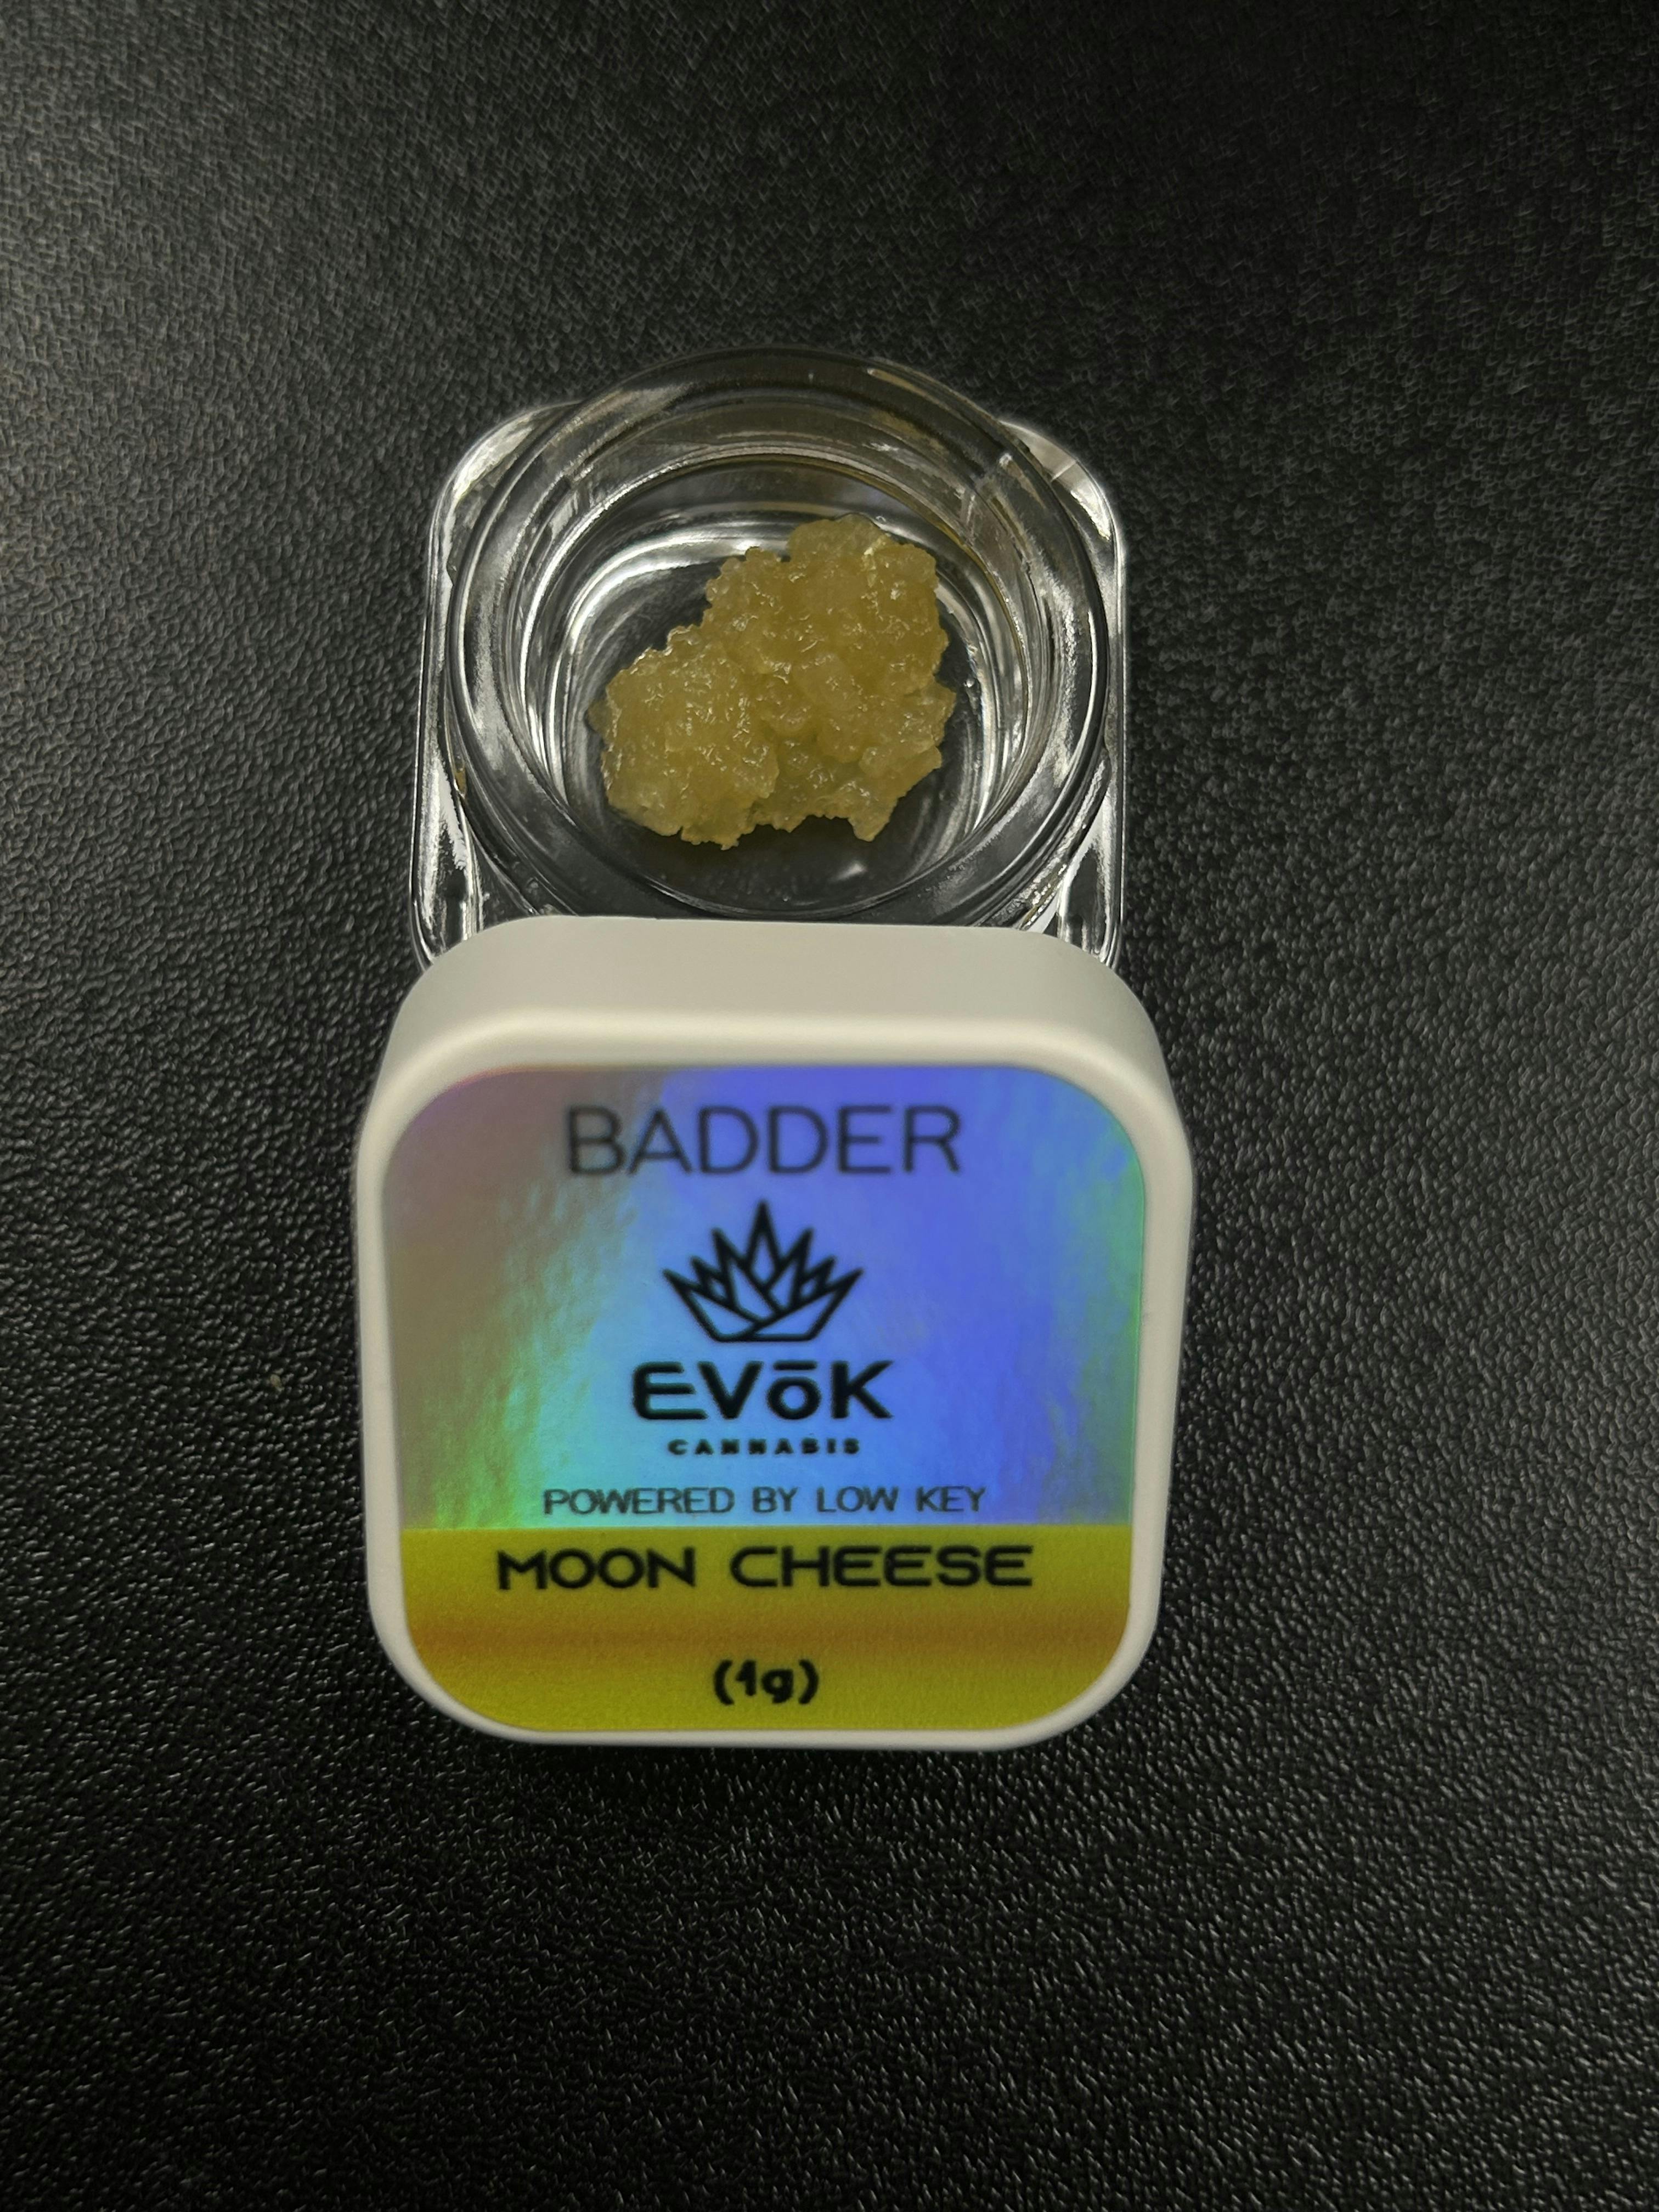 BADDER
EVōK
CANNABIS
POWERED BY LOW KEY
MOON CHEESE
(1g)